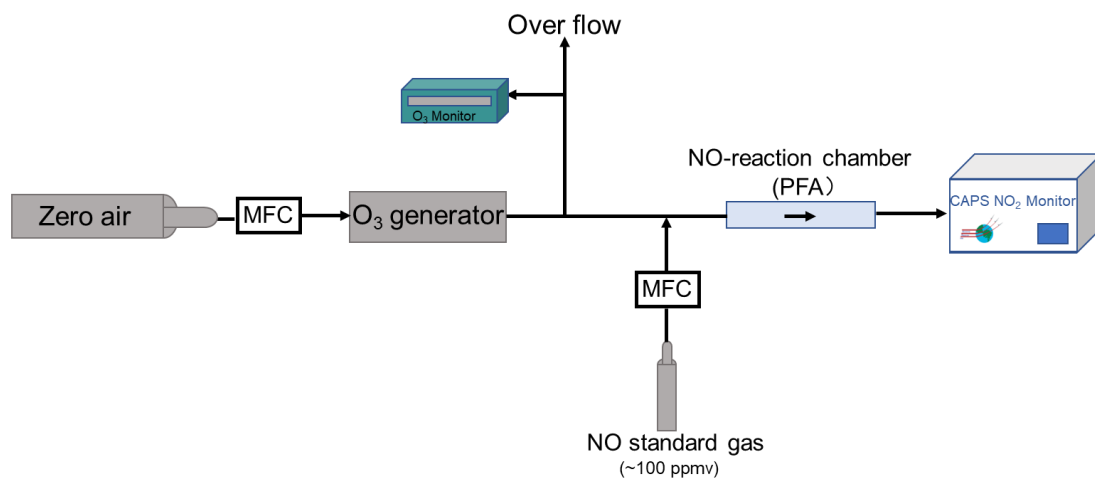 Over flow
O₃ Monitor
NO-reaction chamber
(PFA）
CAPS NO₂ Monitor
Zero air
MFC
O₃ generator
MFC
NO standard gas
(~100 ppmv)